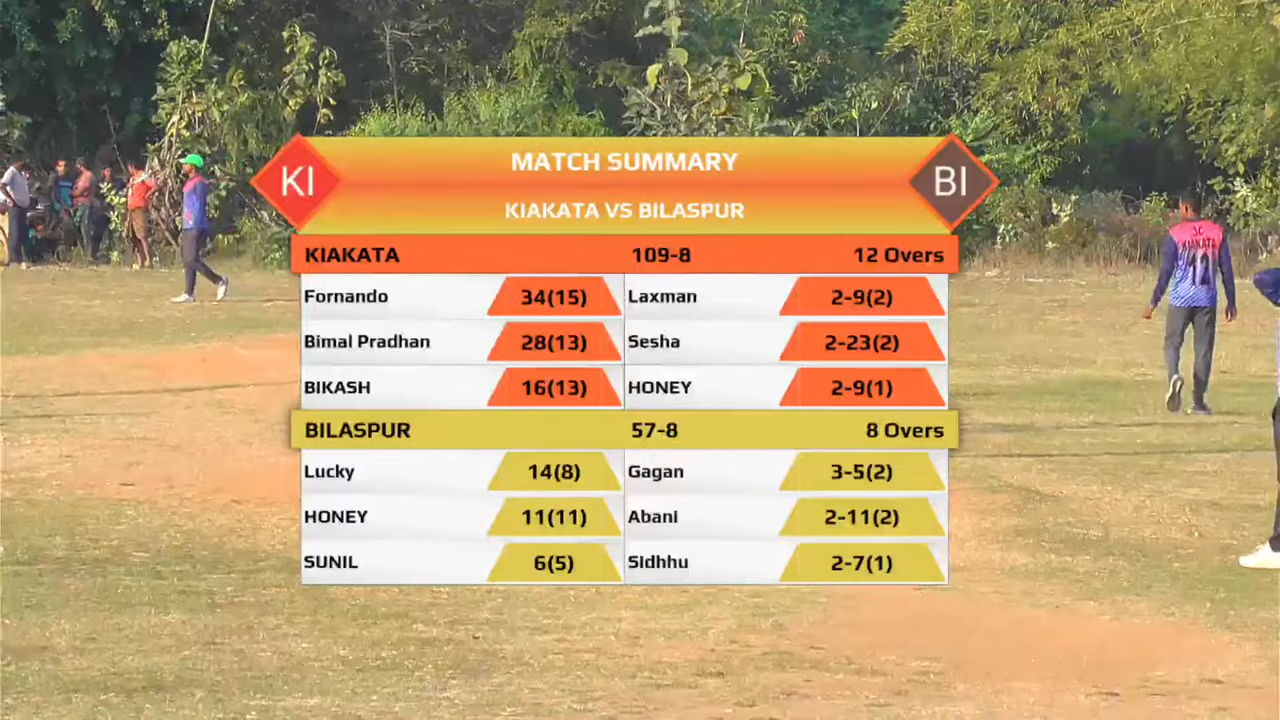 KI
MATCH SUMMARY
BI
KIAKATA VS BILASPUR
KIAKATA 109-8 12 Overs
Fornando 34(15) Laxman 2-9(2)
Bimal Pradhan 28(13) Sesha 2-23(2)
BIKASH 16(13) HONEY 2-9(1)
BILASPUR 57-8 8 Overs
Lucky 14(8) Gagan 3-5(2)
HONEY 11(11) Abani 2-11(2)
SUNIL 6(5) Sidhhu 2-7(1)
KIAKATA